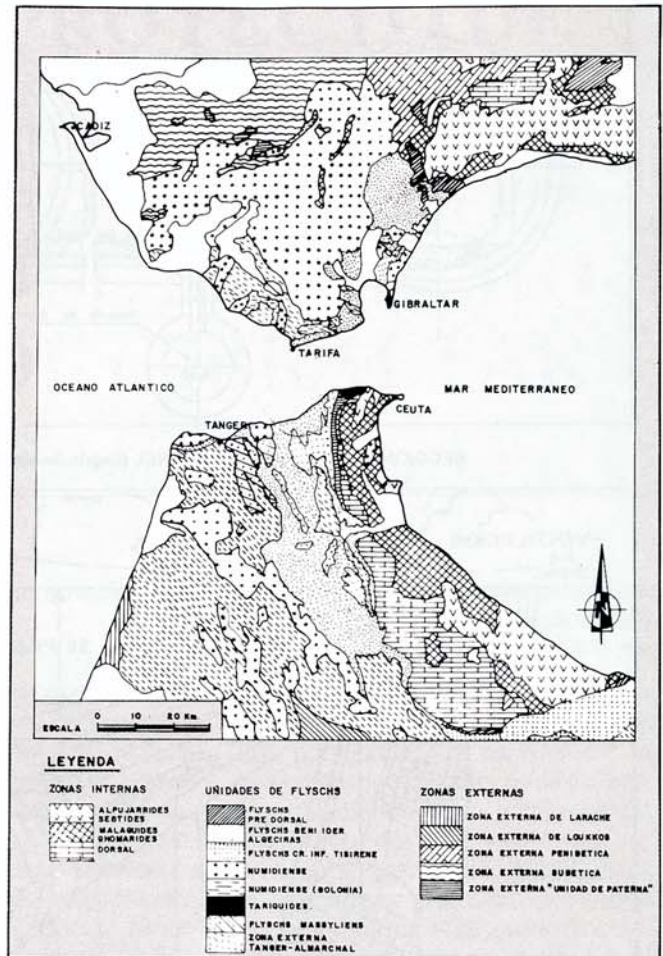 CADIZ
GIBRALTAR
TARIFA
OCEANO ATLANTICO
MAR MEDITERRANEO
CEUTA
TANGER
N
ESCALA
0 10 20 Km.
LEYENDA
ZONAS INTERNAS
ALPUJARRIDES
SEBTIDES
MALAGUIDES
GHOMARIDES
DORSAL
UNIDADES DE FLYSCHS
FLYSCHS
PRE DORSAL
FLYSCHS BENI IDER
ALGECIRAS
FLYSCHS CR. INF. TISIRENE
NUMIDIENSE
NUMIDIENSE (BOLONIA)
TARIQUIDES
FLYSCHS MASSYLIENS
ZONA EXTERNA
TANGER-ALMARCHAL
ZONAS EXTERNAS
ZONA EXTERNA DE LARACHE
ZONA EXTERNA DE LOUKKOS
ZONA EXTERNA PENIBETICA
ZONA EXTERNA SUBETICA
ZONA EXTERNA "UNIDAD DE PATERNA"